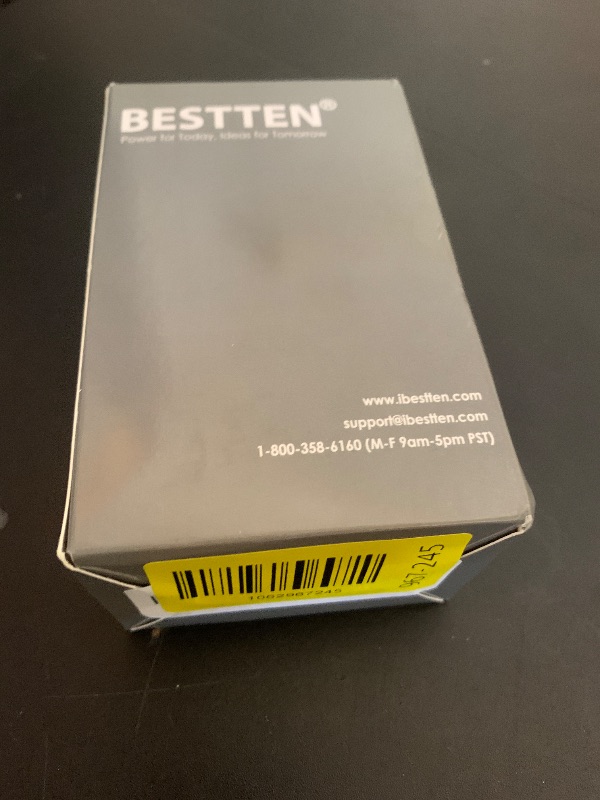 BESTTEN®
Power for Today, Ideas for Tomorrow
www.ibestten.com
support@ibestten.com
1-800-358-6160 (M-F 9am-5pm PST)
1062967245